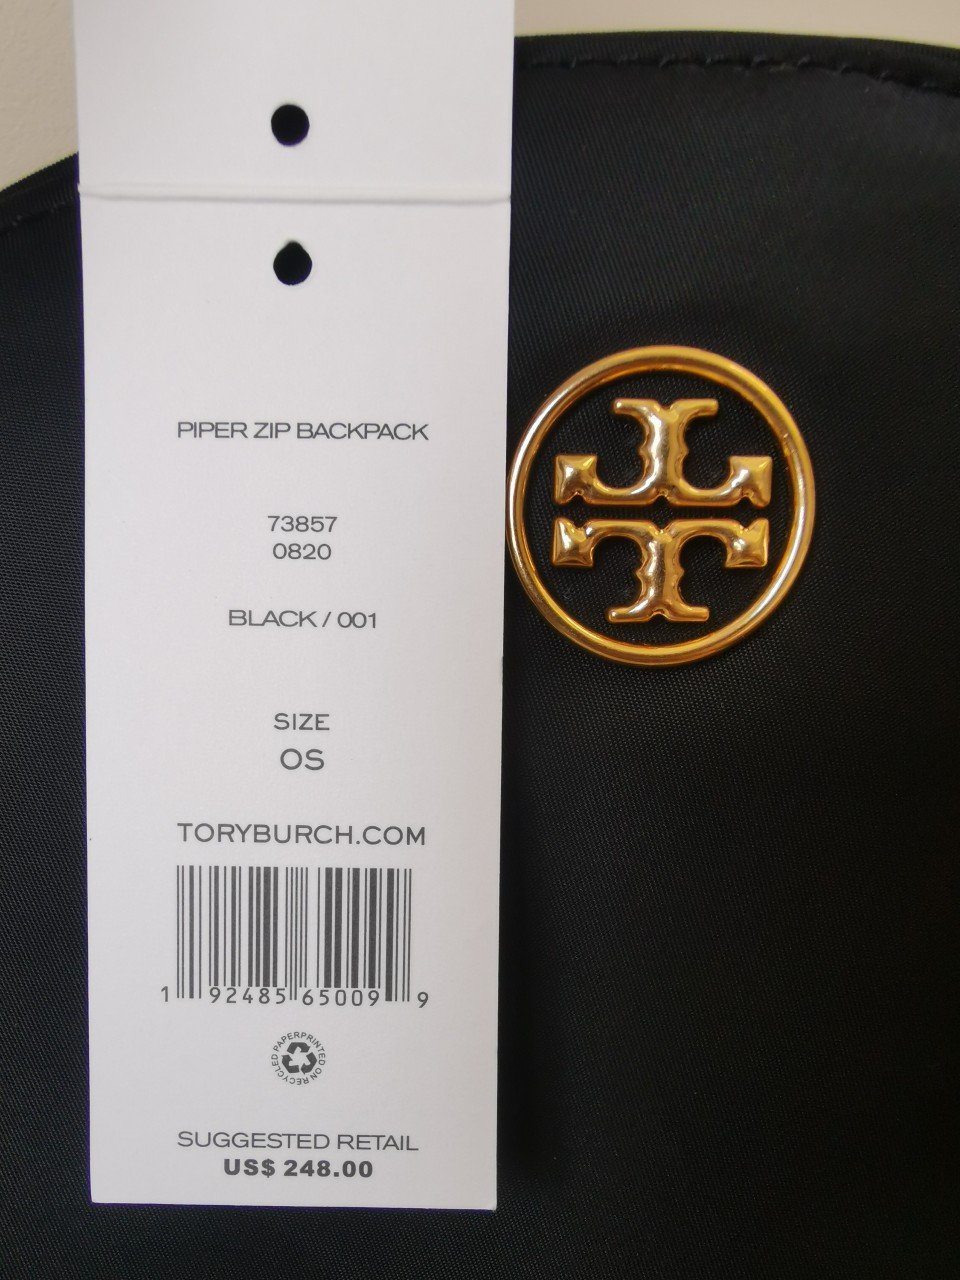 PIPER ZIP BACKPACK
73857
0820
BLACK / 001
SIZE
OS
TORYBURCH.COM
1 92485 65009 9
PRINTED ON RECYCLED PAPER
SUGGESTED RETAIL
US$ 248.00